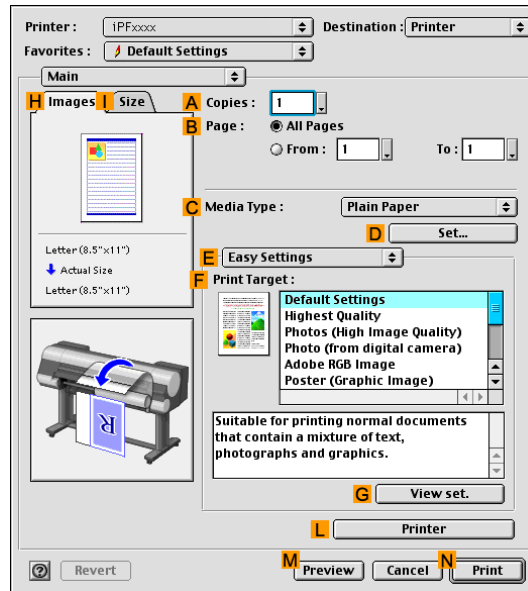 Printer : iPFxxxx Destination : Printer
Favorites : Default Settings
Main
H Images I Size
A Copies : 1
B Page : All Pages
From : 1 To : 1
C Media Type : Plain Paper
D Set...
Letter (8.5"x11")
Actual Size
Letter (8.5"x11")
E Easy Settings
F Print Target :
Default Settings
Highest Quality
Photos (High Image Quality)
Photo (from digital camera)
Adobe RGB Image
Poster (Graphic Image)
R
Suitable for printing normal documents
that contain a mixture of text,
photographs and graphics.
G View set.
L Printer
? Revert M Preview Cancel N Print